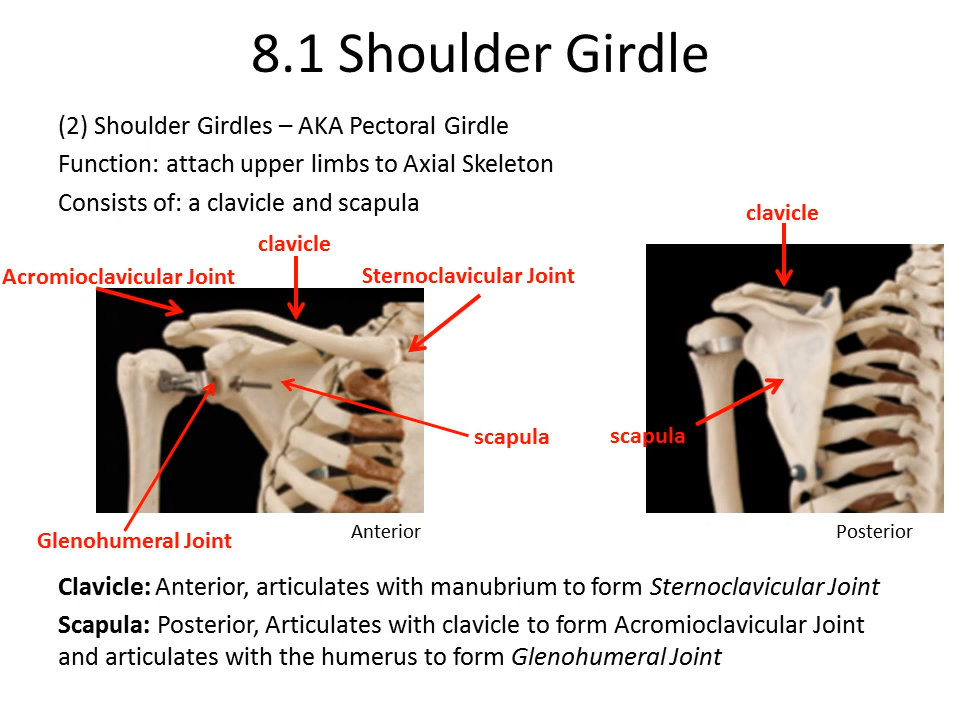 8.1 Shoulder Girdle
(2) Shoulder Girdles – AKA Pectoral Girdle
Function: attach upper limbs to Axial Skeleton
Consists of: a clavicle and scapula
clavicle
clavicle
Acromioclavicular Joint
Sternoclavicular Joint
scapula
scapula
Glenohumeral Joint
Anterior
Posterior
Clavicle: Anterior, articulates with manubrium to form Sternoclavicular Joint
Scapula: Posterior, Articulates with clavicle to form Acromioclavicular Joint
and articulates with the humerus to form Glenohumeral Joint